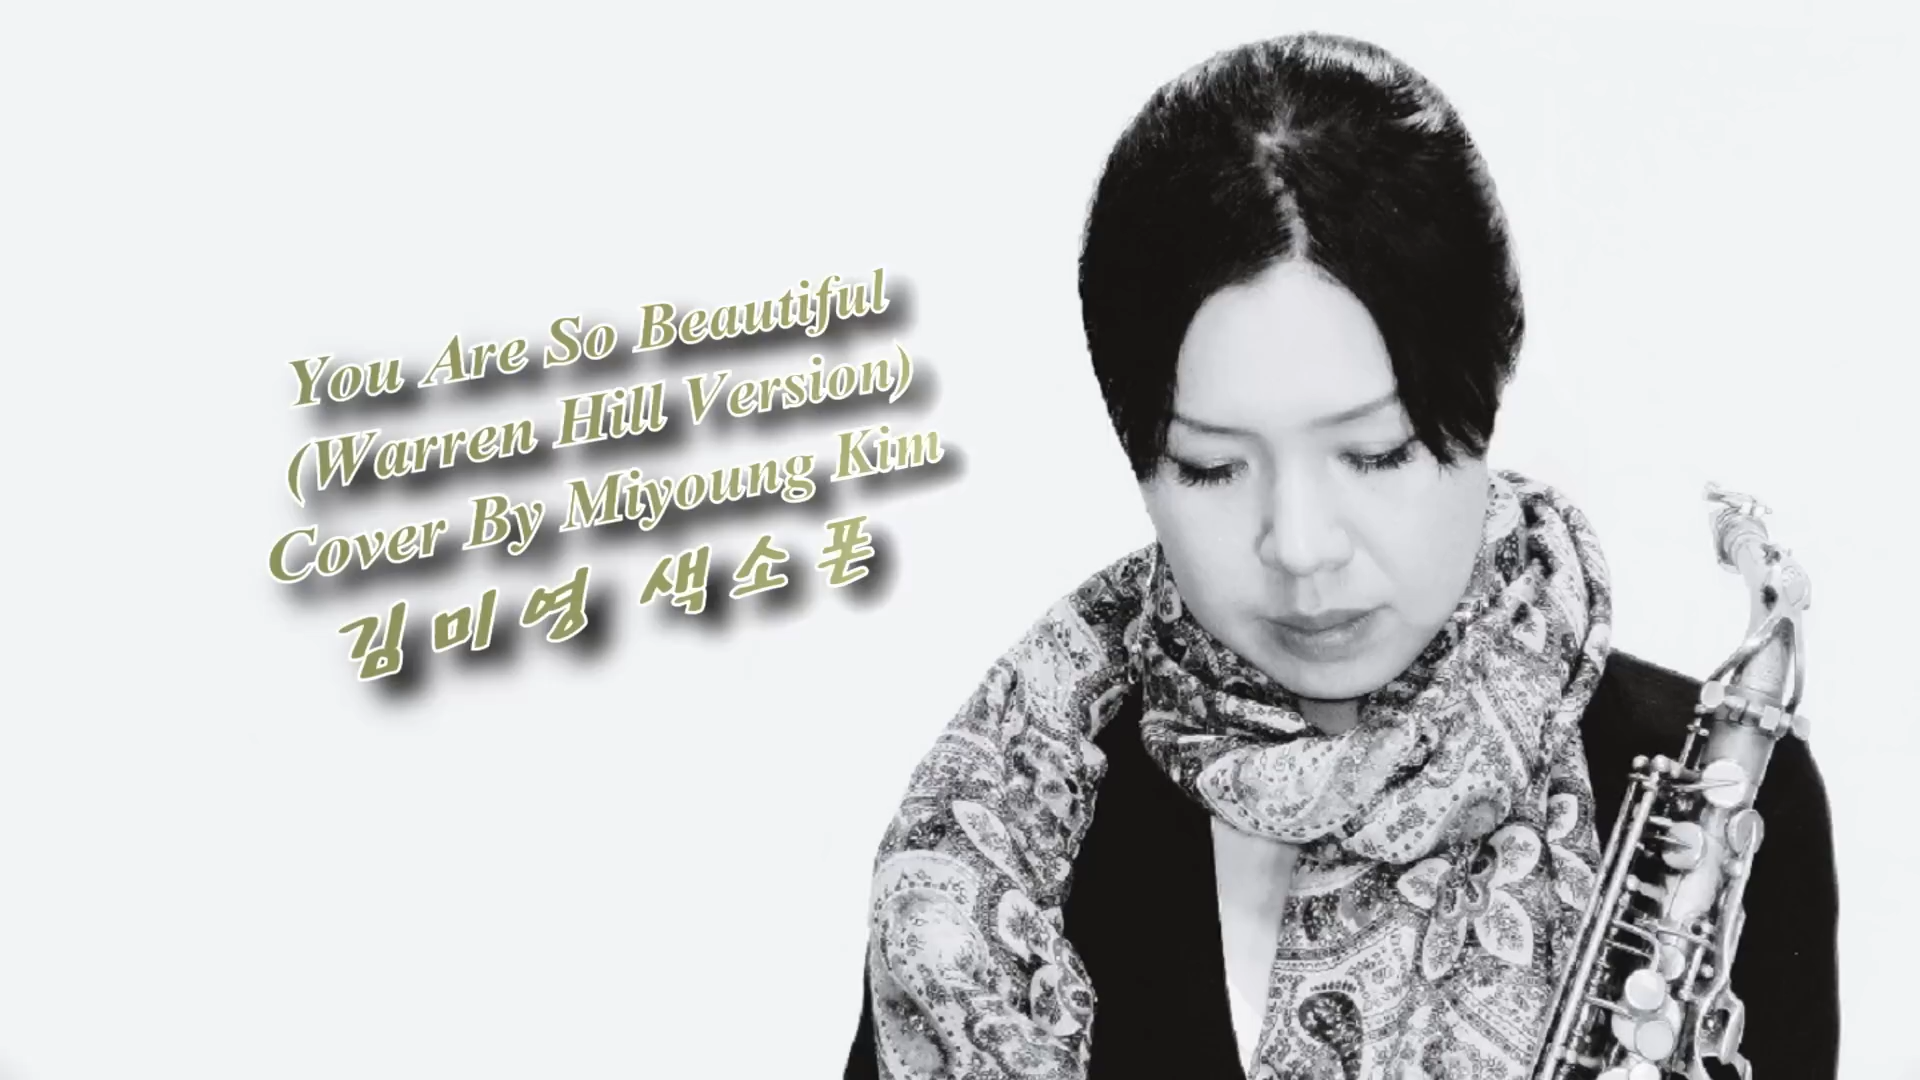 You Are So Beautiful
(Warren Hill Version)
Cover By Miyoung Kim
김미영 색소폰